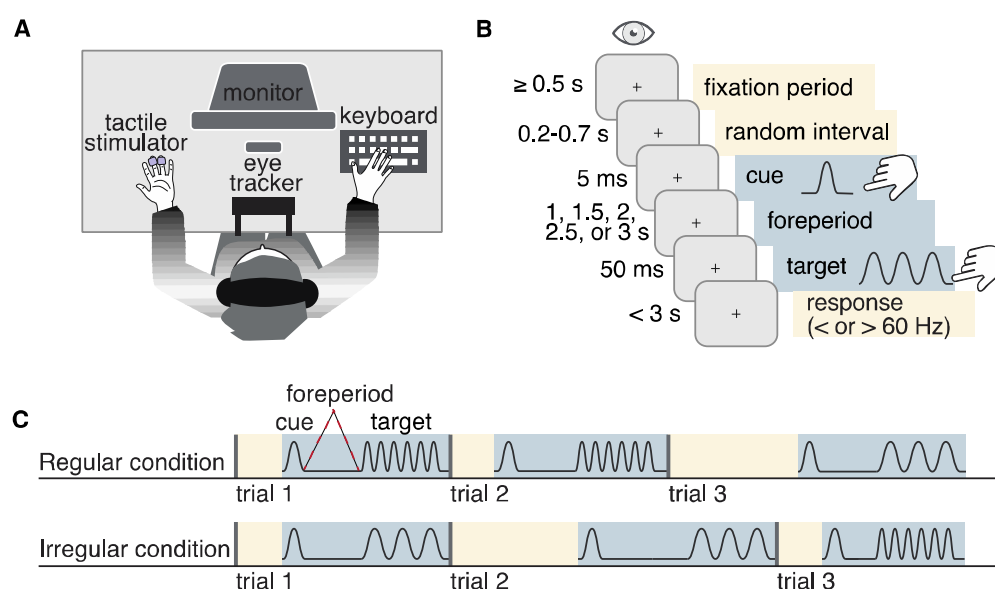 A
monitor
tactile
stimulator
keyboard
eye
tracker
B
≥ 0.5 s
fixation period
0.2-0.7 s
random interval
5 ms
cue
1, 1.5, 2,
2.5, or 3 s
foreperiod
50 ms
target
< 3 s
response
(< or > 60 Hz)
C
foreperiod
cue
target
Regular condition
trial 1
trial 2
trial 3
Irregular condition
trial 1
trial 2
trial 3